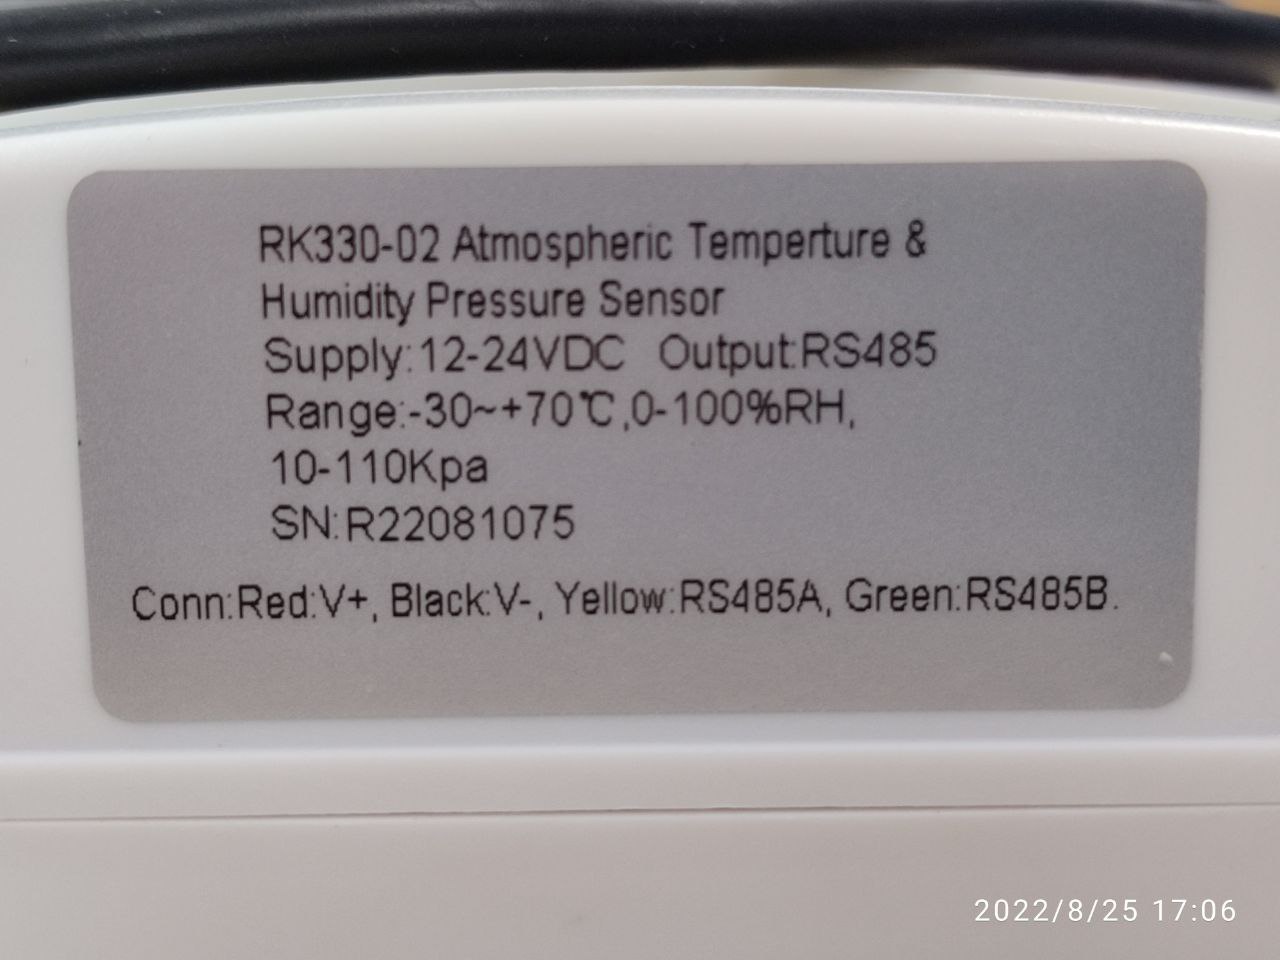 RK330-02 Atmospheric Temperture &
Humidity Pressure Sensor
Supply:12-24VDC Output:RS485
Range:-30~+70℃,0-100%RH,
10-110Kpa
SN:R22081075
Conn:Red:V+, Black:V-, Yellow:RS485A, Green:RS485B.
2022/8/25 17:06